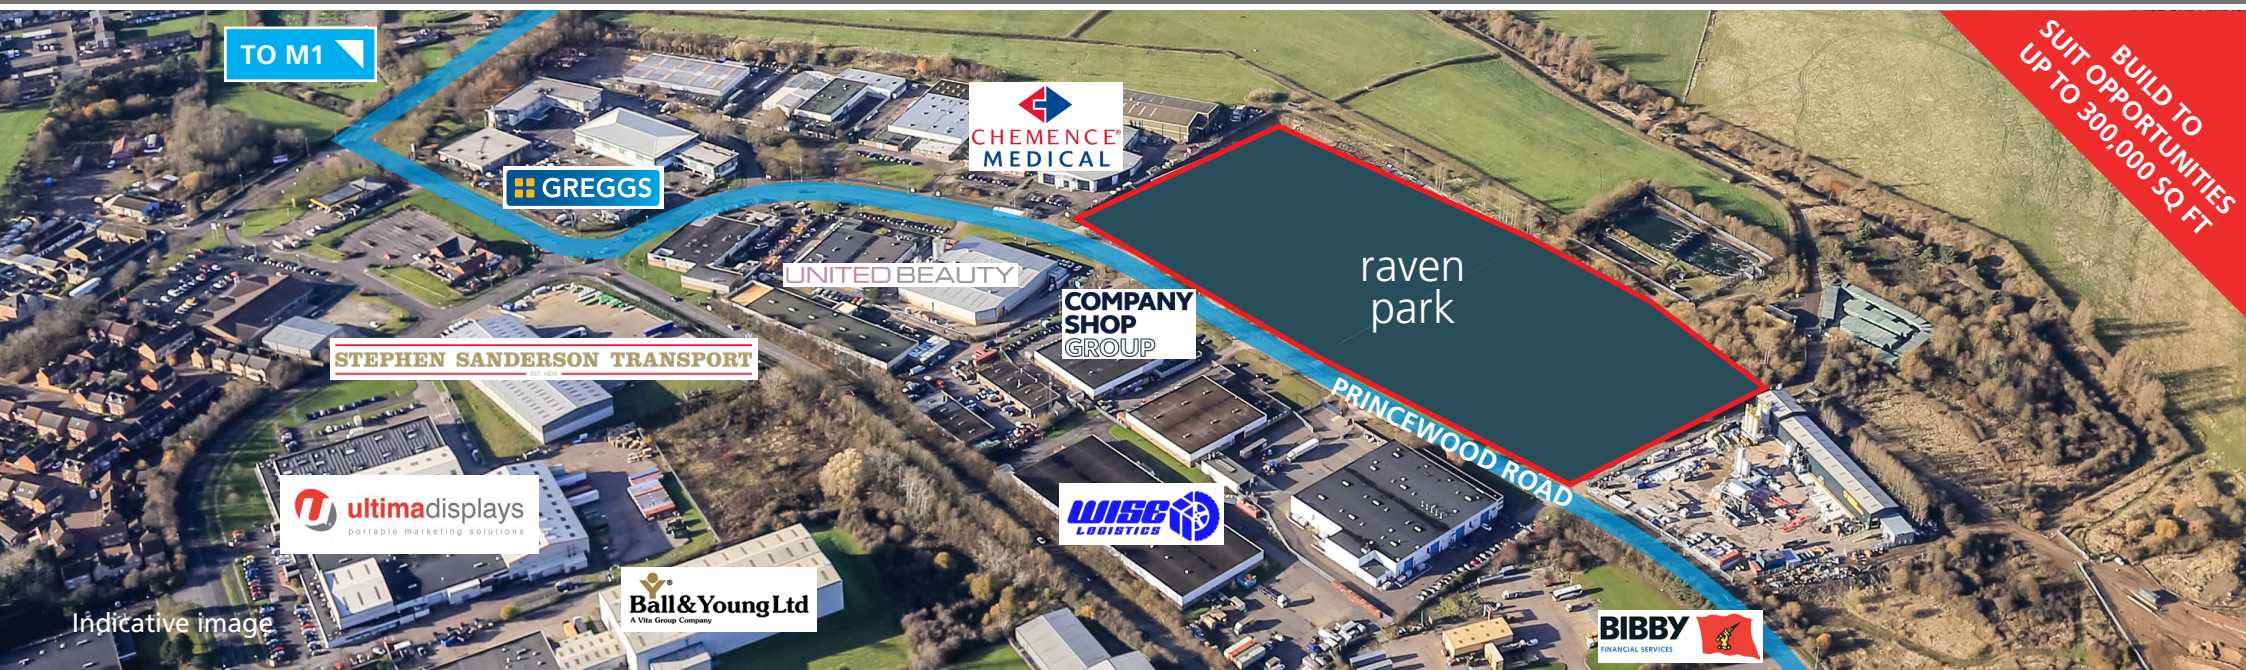 TO M1
BUILD TO
SUIT OPPORTUNITIES
UP TO 300,000 SQ FT
CHEMENCE®
MEDICAL
GREGGS
raven
park
UNITED BEAUTY
COMPANY
SHOP
GROUP
STEPHEN SANDERSON TRANSPORT
EST. 1970
PRINCEWOOD ROAD
ultimadisplays
portable marketing solutions
WISE
LOGISTICS
Ball & Young Ltd
A Vita Group Company
BIBBY
FINANCIAL SERVICES
Indicative image